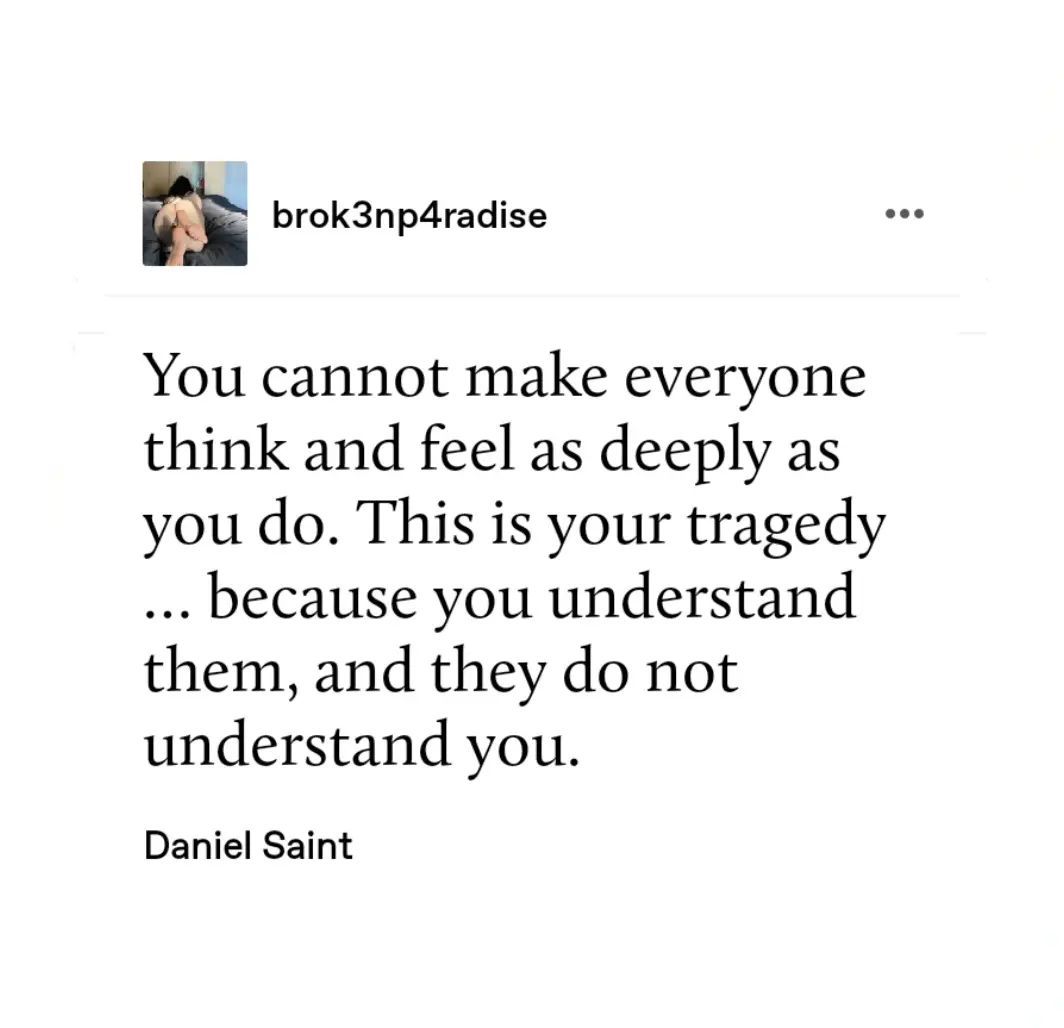 brok3np4radise
You cannot make everyone
think and feel as deeply as
you do. This is your tragedy
... because you understand
them, and they do not
understand you.
Daniel Saint